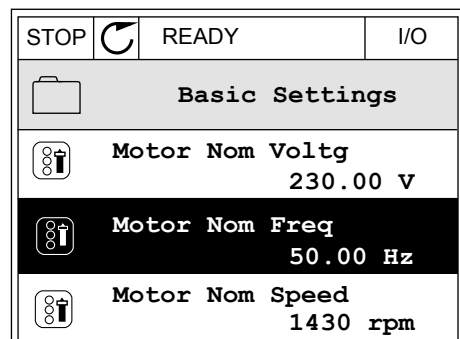 STOP READY I/O
Basic Settings
Motor Nom Voltg
230.00 V
Motor Nom Freq
50.00 Hz
Motor Nom Speed
1430 rpm